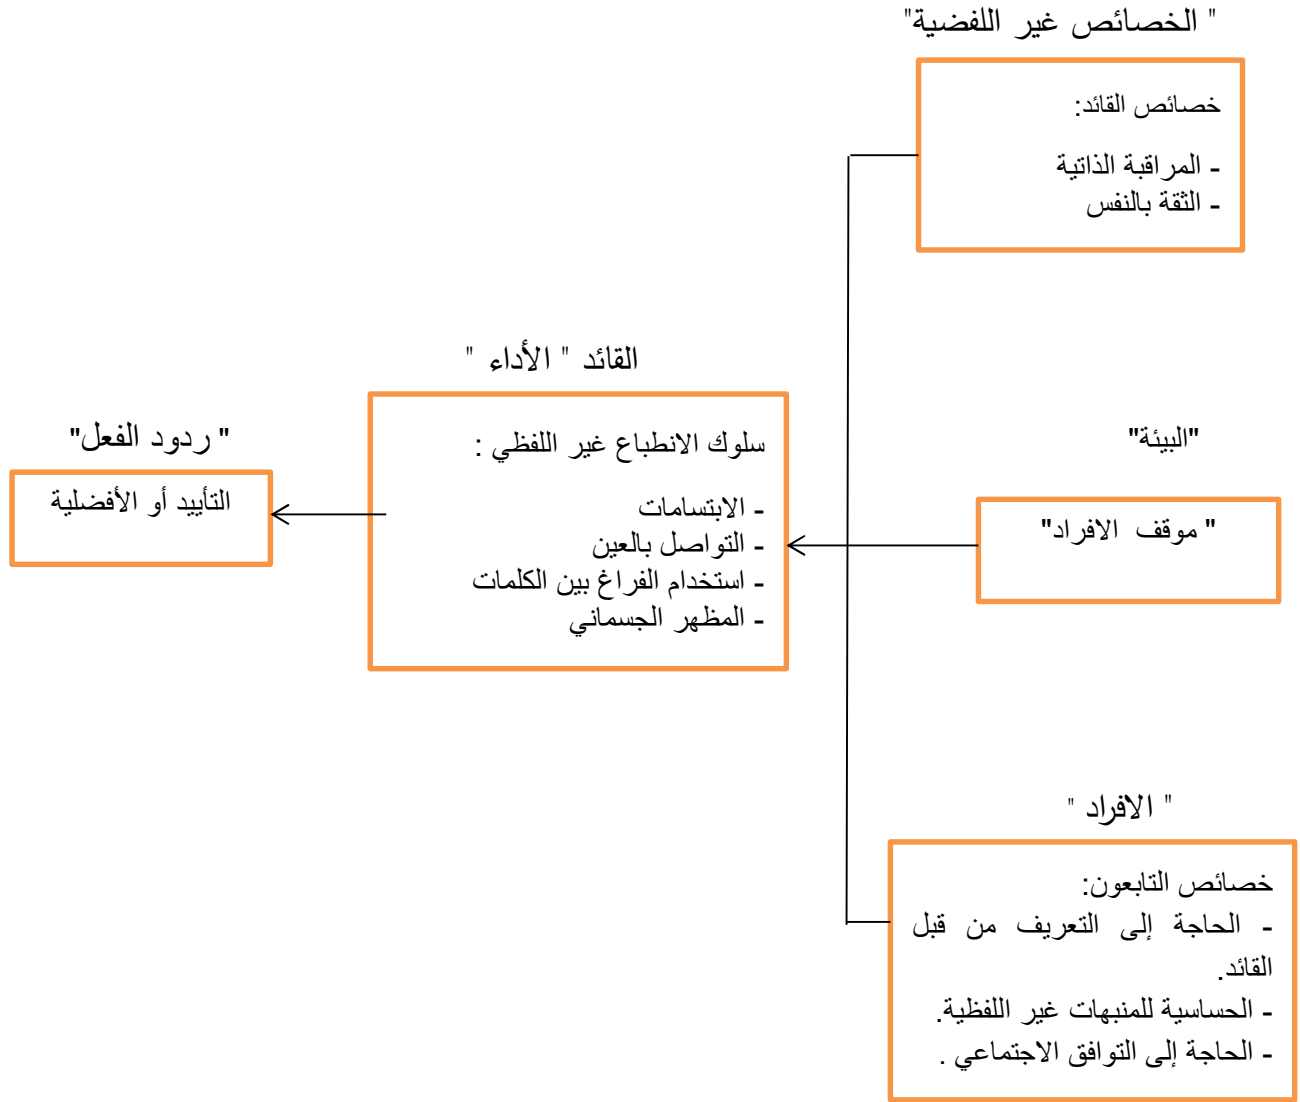 " الخصائص غير اللفضية"
خصائص القائد:
- المراقبة الذاتية
- الثقة بالنفس
القائد " الأداء "
سلوك الانطباع غير اللفظي :
- الابتسامات
- التواصل بالعين
- استخدام الفراغ بين الكلمات
- المظهر الجسماني
" ردود الفعل"
التأييد أو الأفضلية
"البيئة"
" موقف الافراد"
" الافراد "
خصائص التابعون:
- الحاجة إلى التعريف من قبل
القائد.
- الحساسية للمنبهات غير اللفظية.
- الحاجة إلى التوافق الاجتماعي .